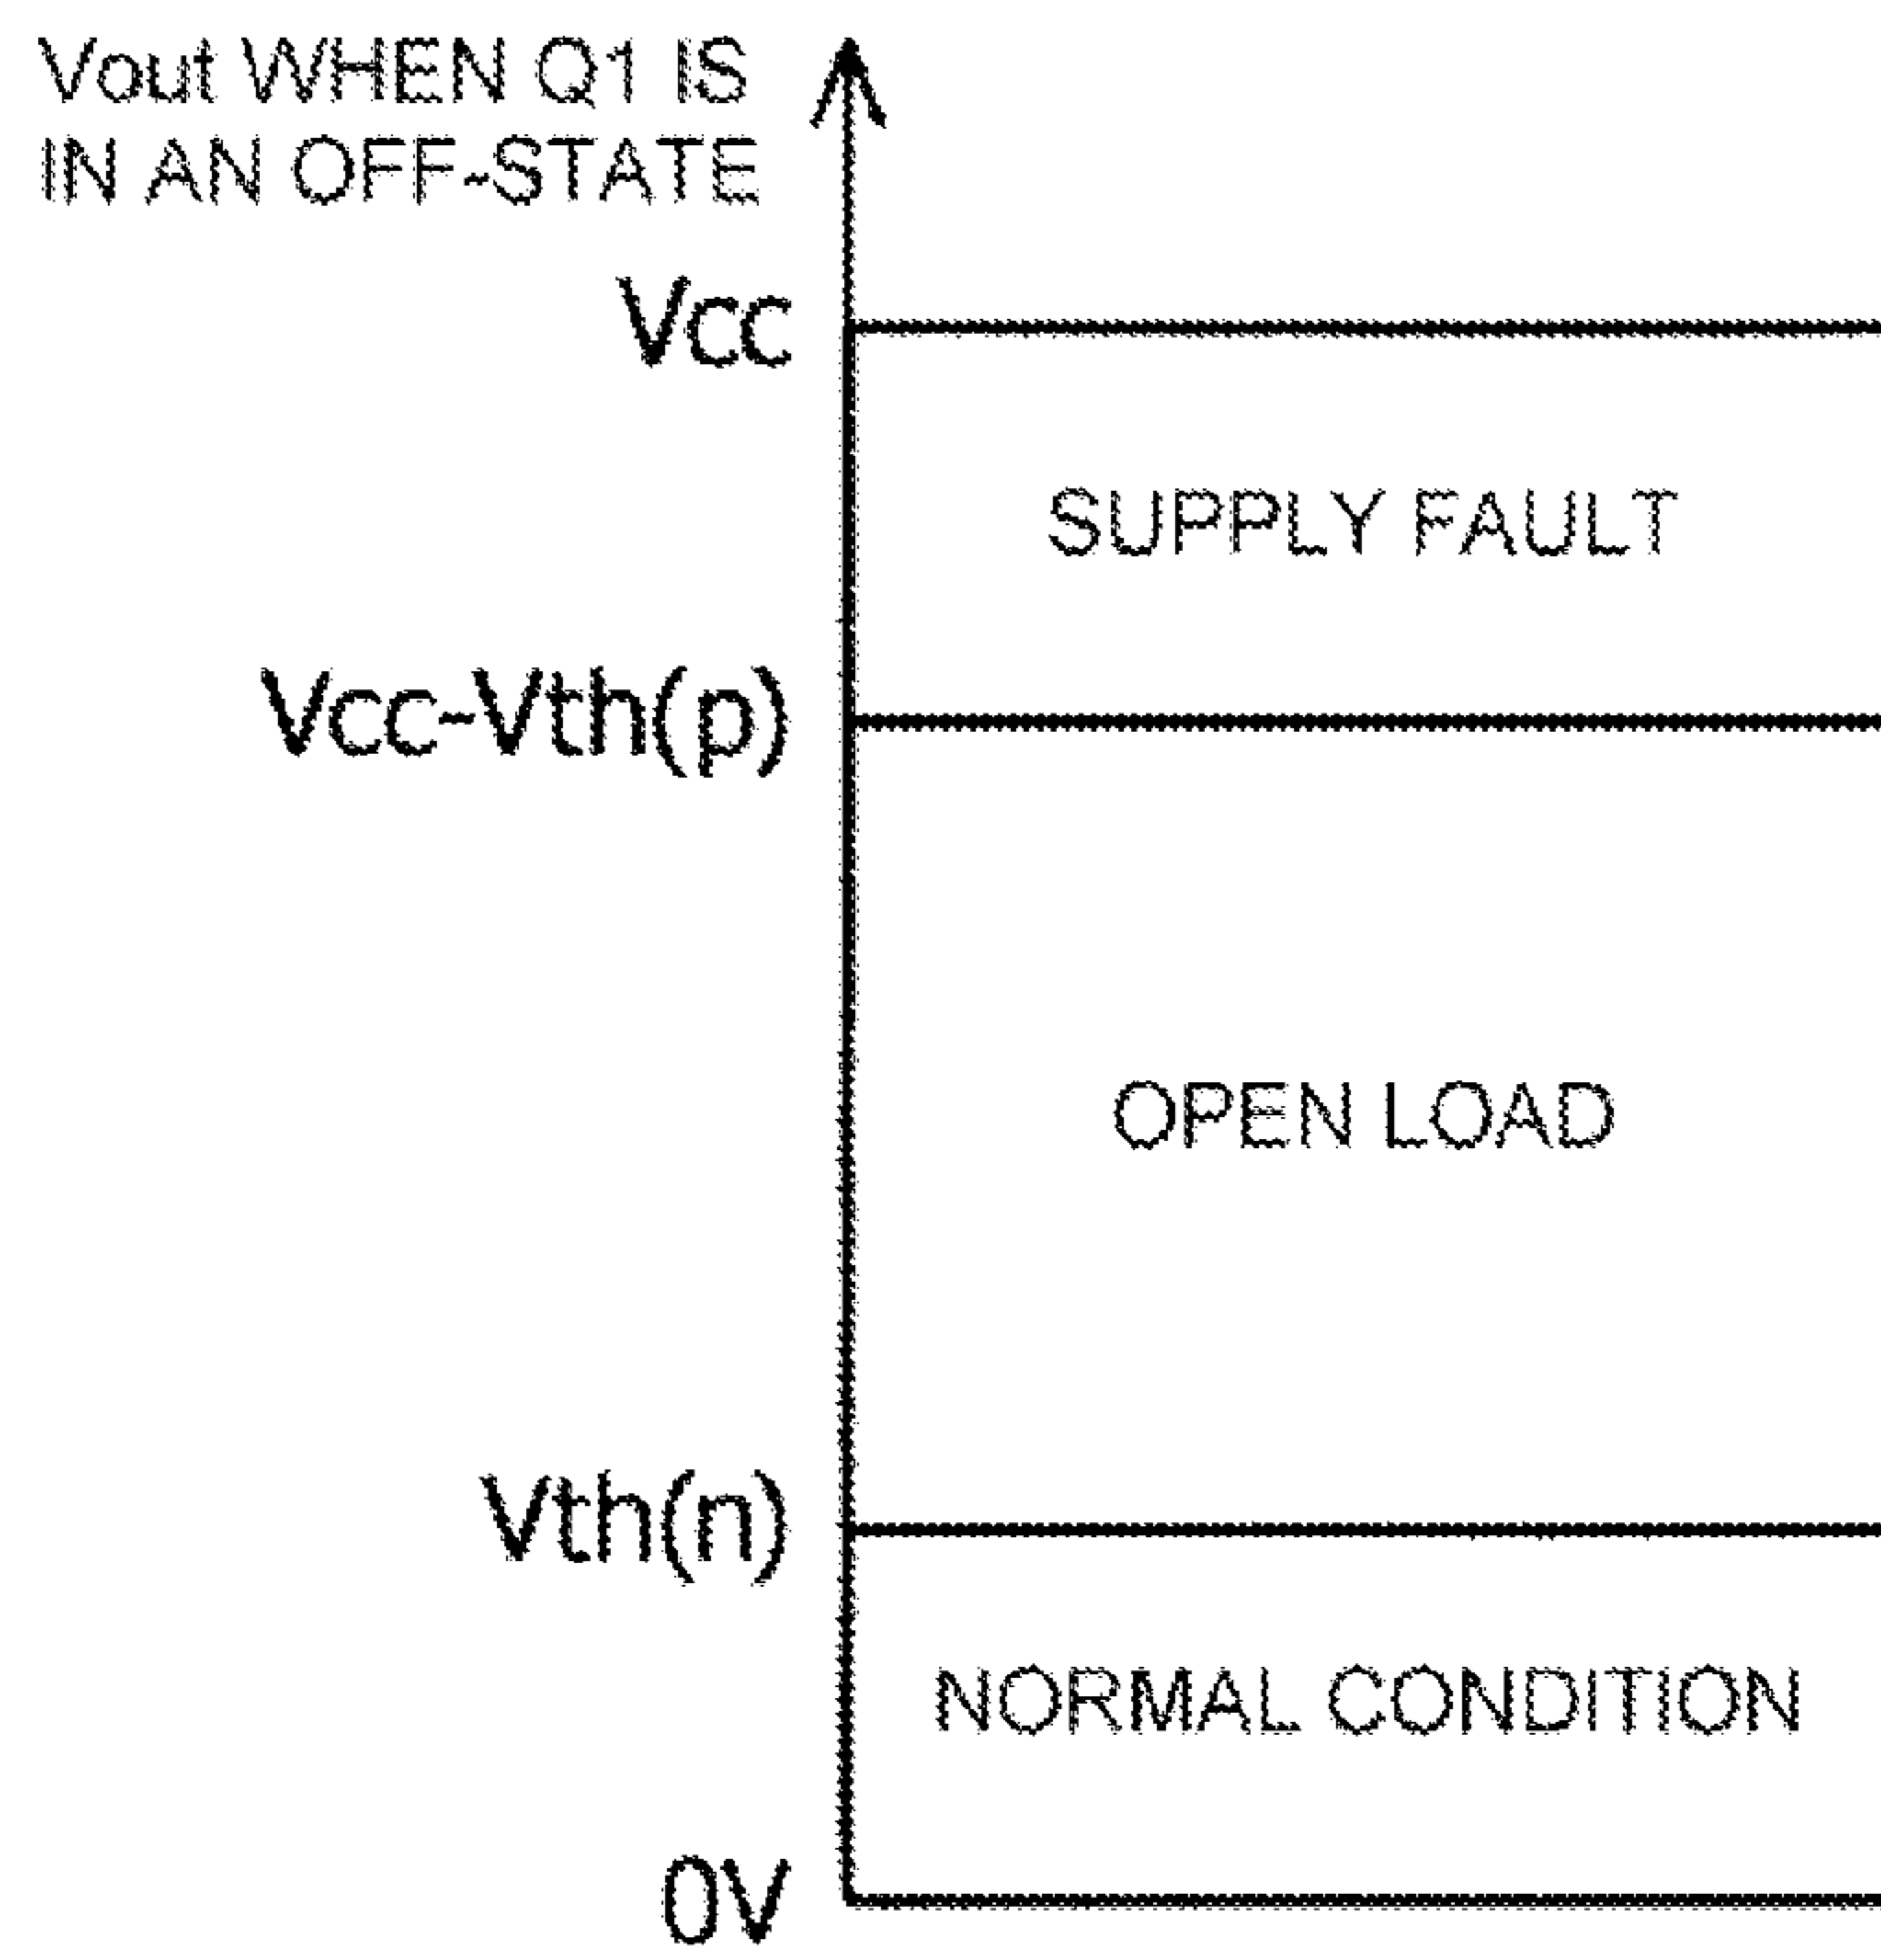 Vout WHEN Q1 IS
IN AN OFF-STATE
Vcc
SUPPLY FAULT
Vcc-Vth(p)
OPEN LOAD
Vth(n)
NORMAL CONDITION
0V